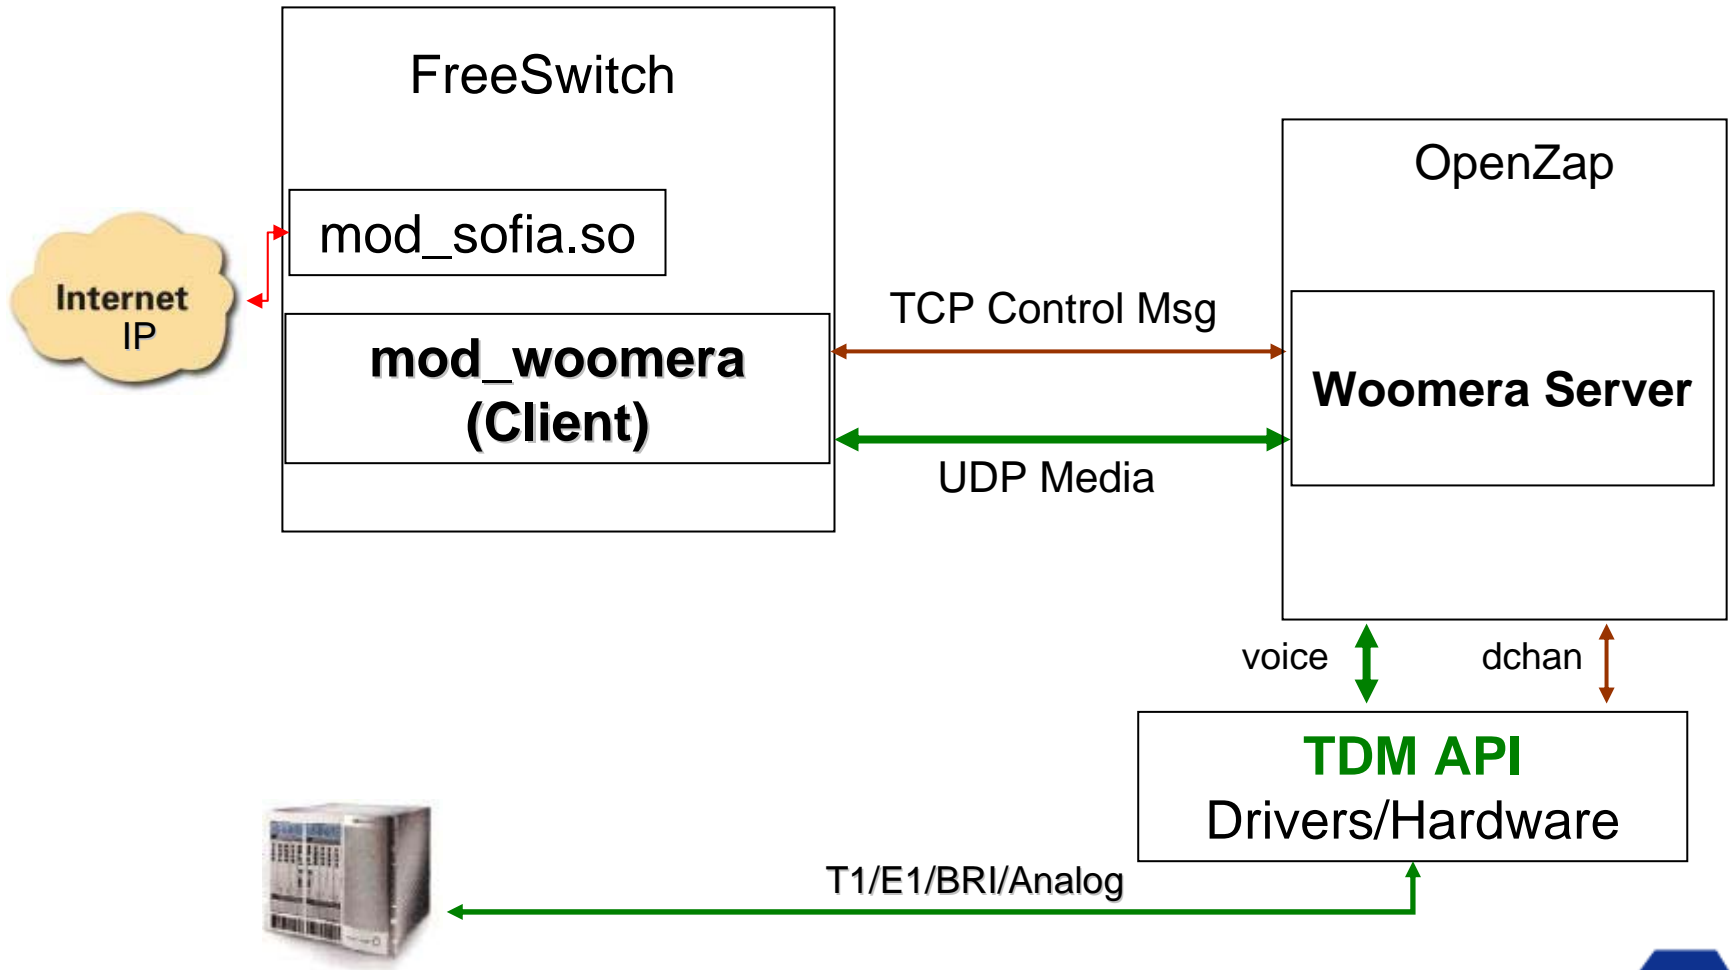 FreeSwitch
OpenZap
mod_sofia.so
Internet
IP
TCP Control Msg
mod_woomera
(Client)
Woomera Server
UDP Media
voice
dchan
TDM API
Drivers/Hardware
T1/E1/BRI/Analog